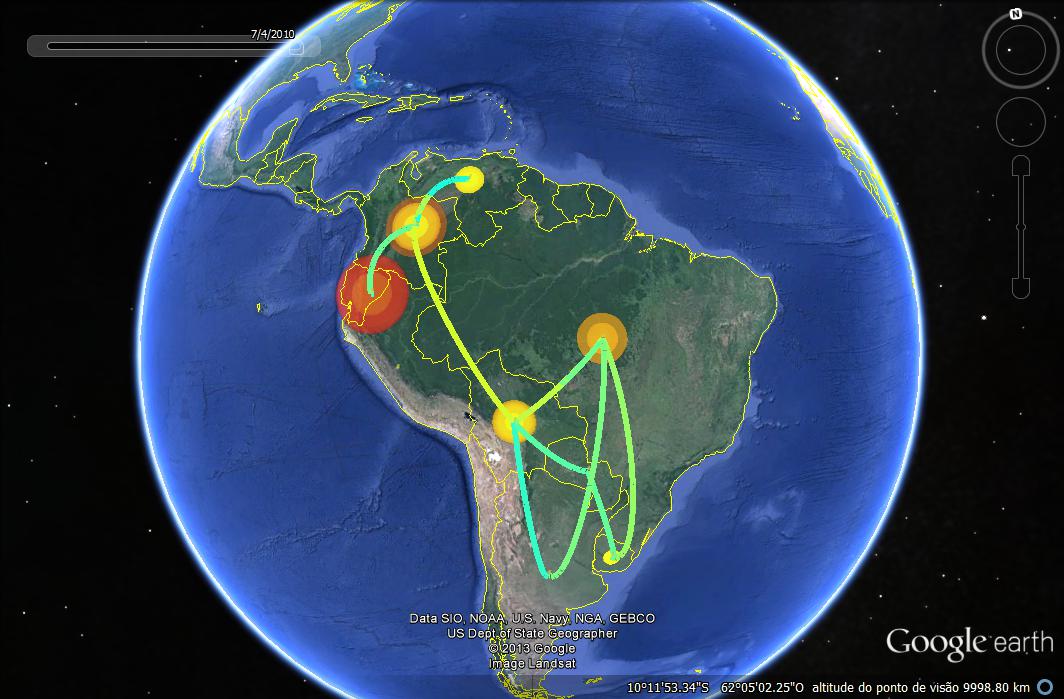 7/4/2010
N
Data SIO, NOAA, U.S. Navy, NGA, GEBCO
US Dept of State Geographer
© 2013 Google
Image Landsat
Google earth
10°11'53.34"S 62°05'02.25"O altitude do ponto de visão 9998.80 km